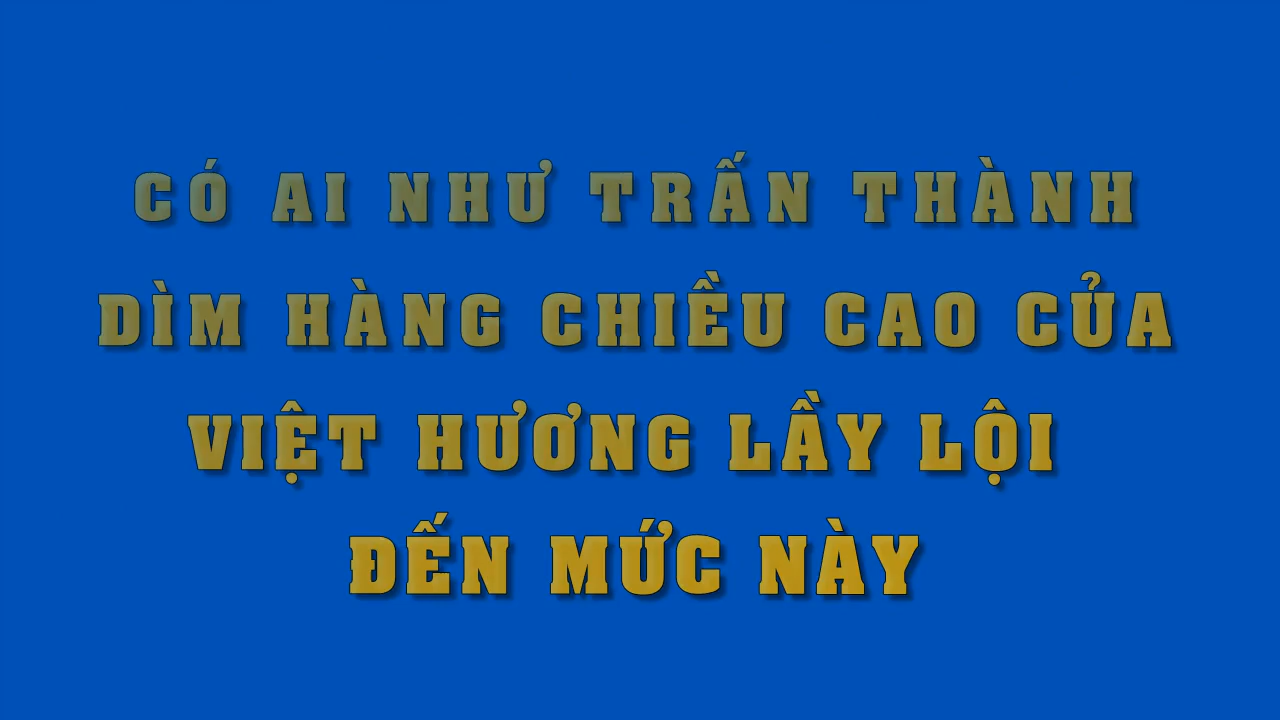 CÓ AI NHƯ TRẤN THÀNH
DÌM HÀNG CHIỀU CAO CỦA
VIỆT HƯƠNG LẦY LỘI
ĐẾN MỨC NÀY